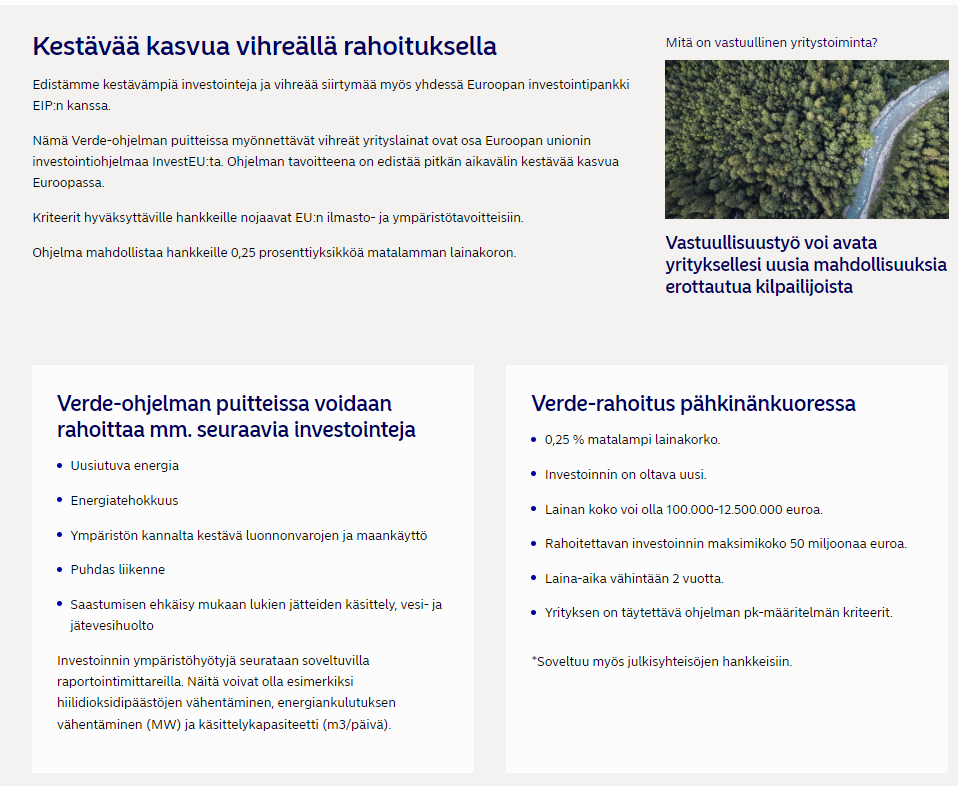 Kestävää kasvua vihreällä rahoituksella
Edistämme kestävämpiä investointeja ja vihreää siirtymää myös yhdessä Euroopan investointipankki
EIP:n kanssa.
Nämä Verde-ohjelman puitteissa myönnettävät vihreät yrityslainat ovat osa Euroopan unionin
investointiohjelmaa InvestEU:ta. Ohjelman tavoitteena on edistää pitkän aikavälin kestävää kasvua
Euroopassa.
Kriteerit hyväksyttäville hankkeille nojaavat EU:n ilmasto- ja ympäristötavoitteisiin.
Ohjelma mahdollistaa hankkeille 0,25 prosenttiyksikköä matalamman lainakoron.
Mitä on vastuullinen yritystoiminta?
Vastuullisuustyö voi avata
yrityksellesi uusia mahdollisuuksia
erottautua kilpailijoista
Verde-ohjelman puitteissa voidaan
rahoittaa mm. seuraavia investointeja
• Uusiutuva energia
• Energiatehokkuus
• Ympäristön kannalta kestävä luonnonvarojen ja maankäyttö
• Puhdas liikenne
• Saastumisen ehkäisy mukaan lukien jätteiden käsittely, vesi- ja
jätevesihuolto
Investoinnin ympäristöhyötyjä seurataan soveltuvilla
raportointimittareilla. Näitä voivat olla esimerkiksi
hiilidioksidipäästöjen vähentäminen, energiankulutuksen
vähentäminen (MW) ja käsittelykapasiteetti (m3/päivä).
Verde-rahoitus pähkinänkuoressa
• 0,25 % matalampi lainakorko.
• Investoinnin on oltava uusi.
• Lainan koko voi olla 100.000-12.500.000 euroa.
• Rahoitettavan investoinnin maksimikoko 50 miljoonaa euroa.
• Laina-aika vähintään 2 vuotta.
• Yrityksen on täytettävä ohjelman pk-määritelmän kriteerit.
*Soveltuu myös julkisyhteisöjen hankkeisiin.